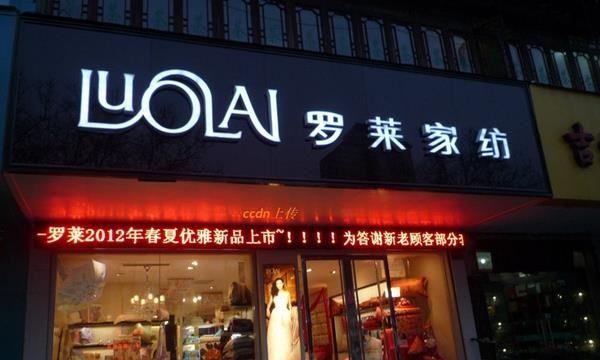 LUOLAI 罗莱家纺
ccdn上传
-罗莱2012年春夏优雅新品上市~！！！！为答谢新老顾客部分